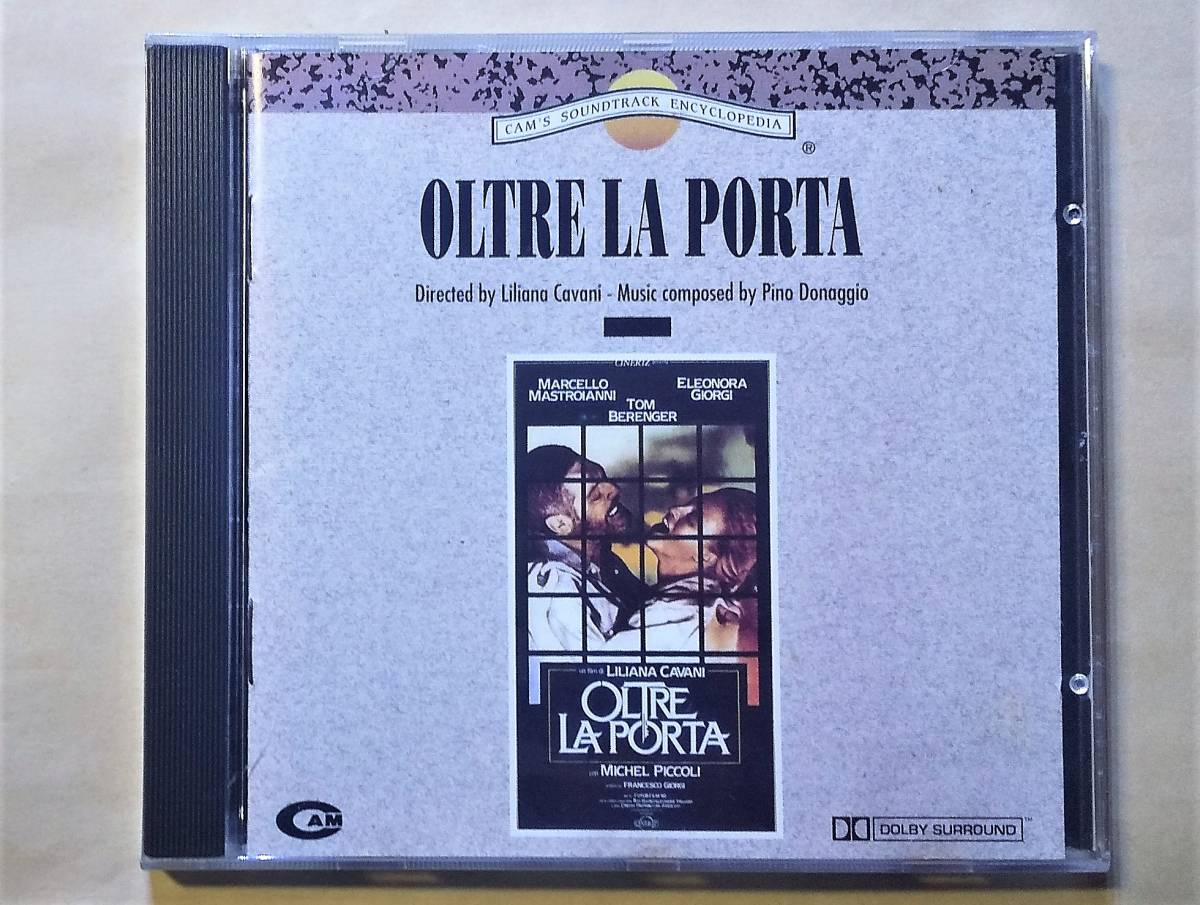 CAM'S SOUNDTRACK ENCYCLOPEDIA
®
OLTRE LA PORTA
Directed by Liliana Cavani - Music composed by Pino Donaggio
CINERIZ
MARCELLO MASTROIANNI
ELEONORA GIORGI
TOM BERENGER
un film di LILIANA CAVANI
OLTRE
LA PORTA
con MICHEL PICCOLI
FRANCESCO GIORGI
CAM
DOLBY SURROUND™